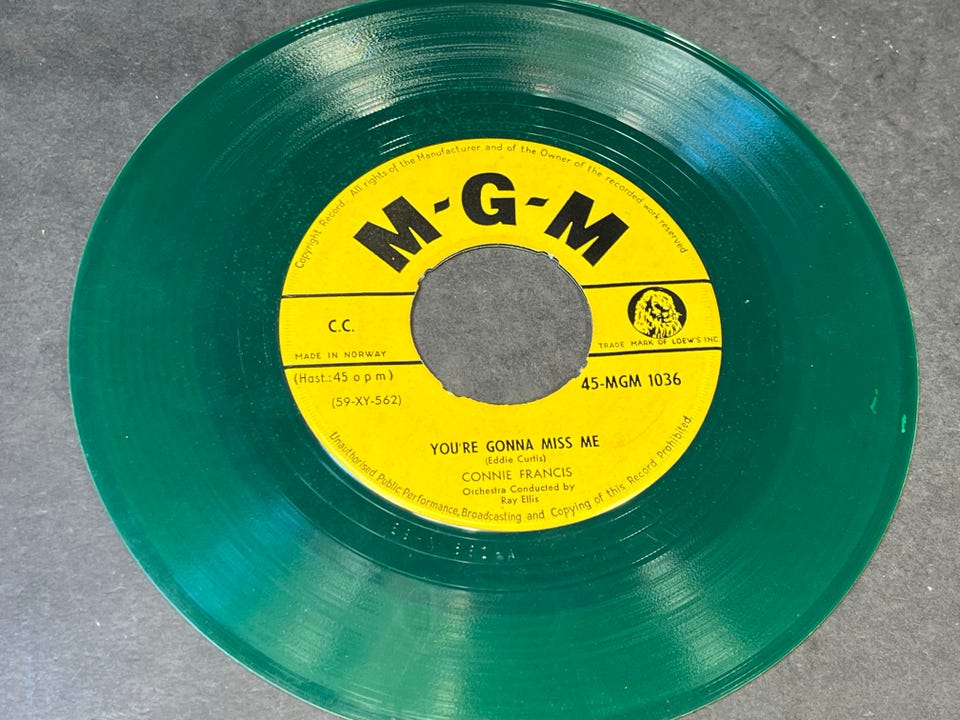 Copyright Record. All rights of the Manufacturer and of the Owner of the recorded work reserved
M-G-M
C.C.
MADE IN NORWAY
TRADE MARK OF LOEW'S INC.
(Hast.: 45 o p m)
45-MGM 1036
(59-XY-562)
YOU'RE GONNA MISS ME
(Eddie Curtis)
CONNIE FRANCIS
Orchestra Conducted by
Ray Ellis
Unauthorised Public Performance, Broadcasting and Copying of this Record Prohibited.